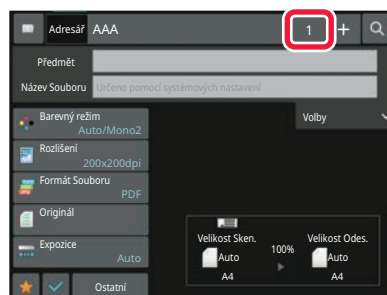 Adresář AAA 1 +
Předmět
Název Souboru Určeno pomocí systémových nastavení
Barevný režim
Auto/Mono2
Volby
Rozlišení
200x200dpi
Formát Souboru
PDF
Originál
Expozice
Auto
Velikost Sken. 100% Velikost Odes.
Auto Auto
A4 A4
Ostatní